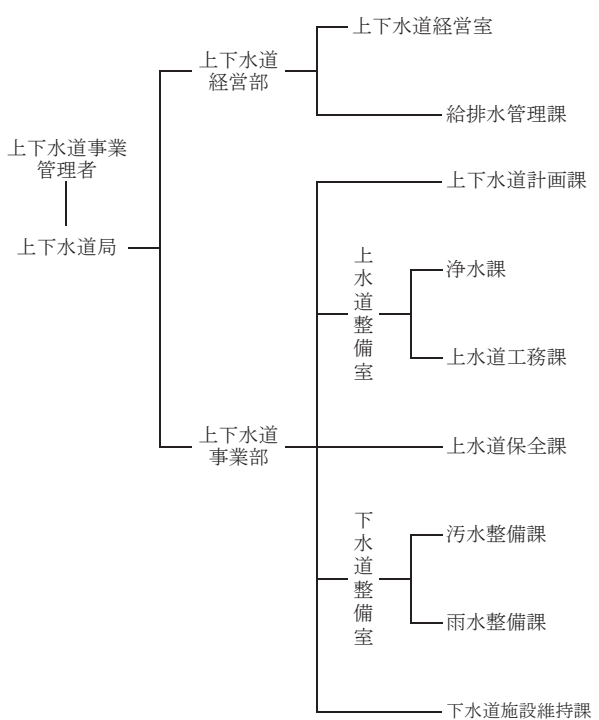 上下水道事業
管理者
上下水道局
上下水道
経営部
上下水道経営室
給排水管理課
上下水道
事業部
上下水道計画課
上水道整備室
浄水課
上水道工務課
上水道保全課
下水道整備室
汚水整備課
雨水整備課
下水道施設維持課